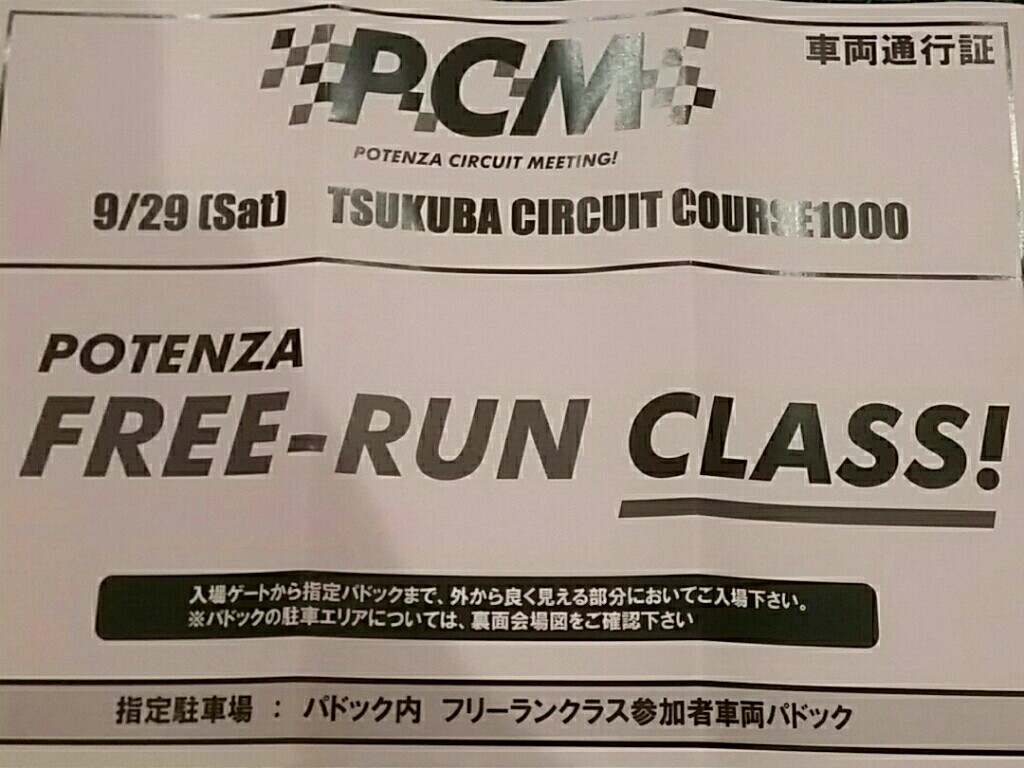 車両通行証
PCM
POTENZA CIRCUIT MEETING!
9/29 (Sat) TSUKUBA CIRCUIT COURSE1000
POTENZA
FREE-RUN CLASS!
入場ゲートから指定パドックまで、外から良く見える部分においてご入場下さい。
※パドックの駐車エリアについては、裏面会場図をご確認下さい
指定駐車場 : パドック内 フリーランクラス参加者車両パドック